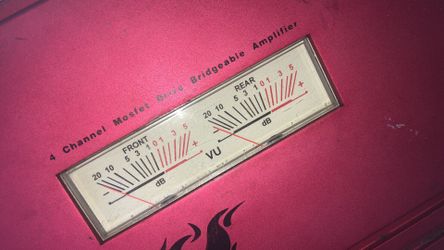 4 Channel Mosfet Drive Bridgeable Amplifier
FRONT
20 10 5 3 1 0 1 3 5
- +
dB
VU
REAR
20 10 5 3 1 0 1 3 5
- +
dB